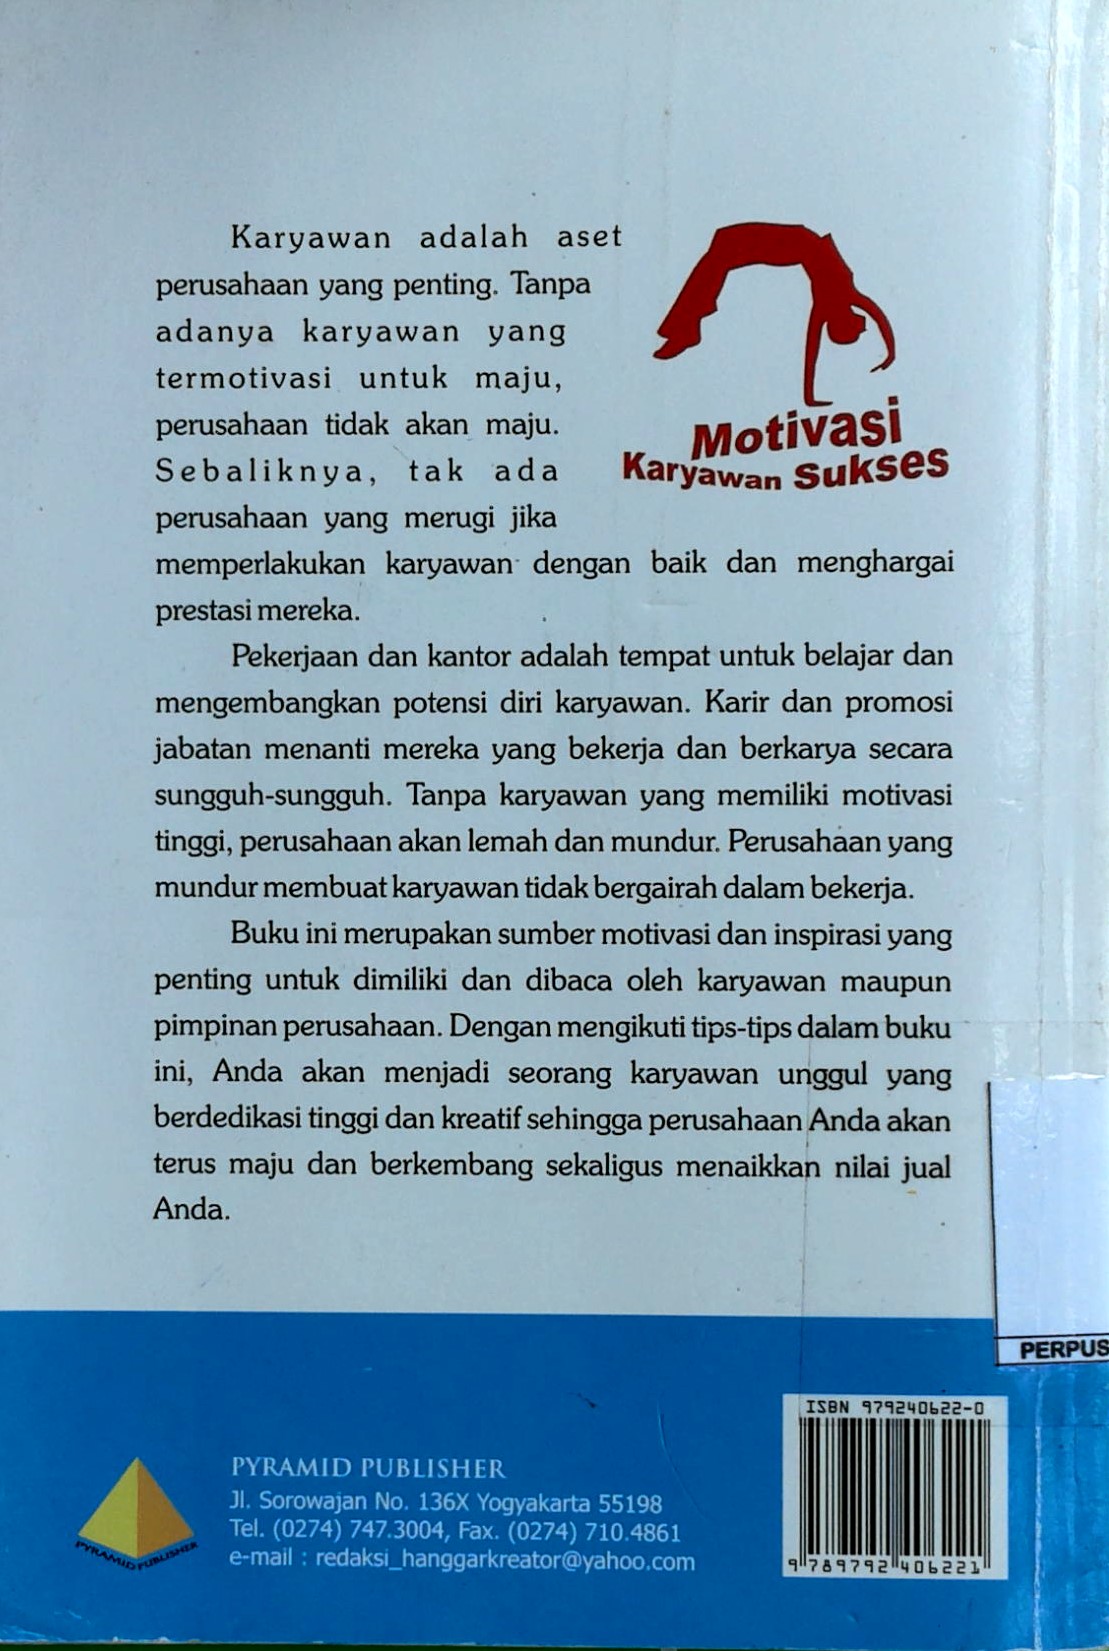 Karyawan adalah aset
perusahaan yang penting. Tanpa
adanya karyawan yang
termotivasi untuk maju,
perusahaan tidak akan maju.
Sebaliknya, tak ada
perusahaan yang merugi jika
memperlakukan karyawan dengan baik dan menghargai
prestasi mereka.
Motivasi
Karyawan Sukses
Pekerjaan dan kantor adalah tempat untuk belajar dan
mengembangkan potensi diri karyawan. Karir dan promosi
jabatan menanti mereka yang bekerja dan berkarya secara
sungguh-sungguh. Tanpa karyawan yang memiliki motivasi
tinggi, perusahaan akan lemah dan mundur. Perusahaan yang
mundur membuat karyawan tidak bergairah dalam bekerja.
Buku ini merupakan sumber motivasi dan inspirasi yang
penting untuk dimiliki dan dibaca oleh karyawan maupun
pimpinan perusahaan. Dengan mengikuti tips-tips dalam buku
ini, Anda akan menjadi seorang karyawan unggul yang
berdedikasi tinggi dan kreatif sehingga perusahaan Anda akan
terus maju dan berkembang sekaligus menaikkan nilai jual
Anda.
PERPUS
PYRAMID PUBLISHER
PYRAMID PUBLISHER
Jl. Sorowajan No. 136X Yogyakarta 55198
Tel. (0274) 747.3004, Fax. (0274) 710.4861
e-mail : redaksi_hanggarkreator@yahoo.com
ISBN 979240622-0
9 789792 406221